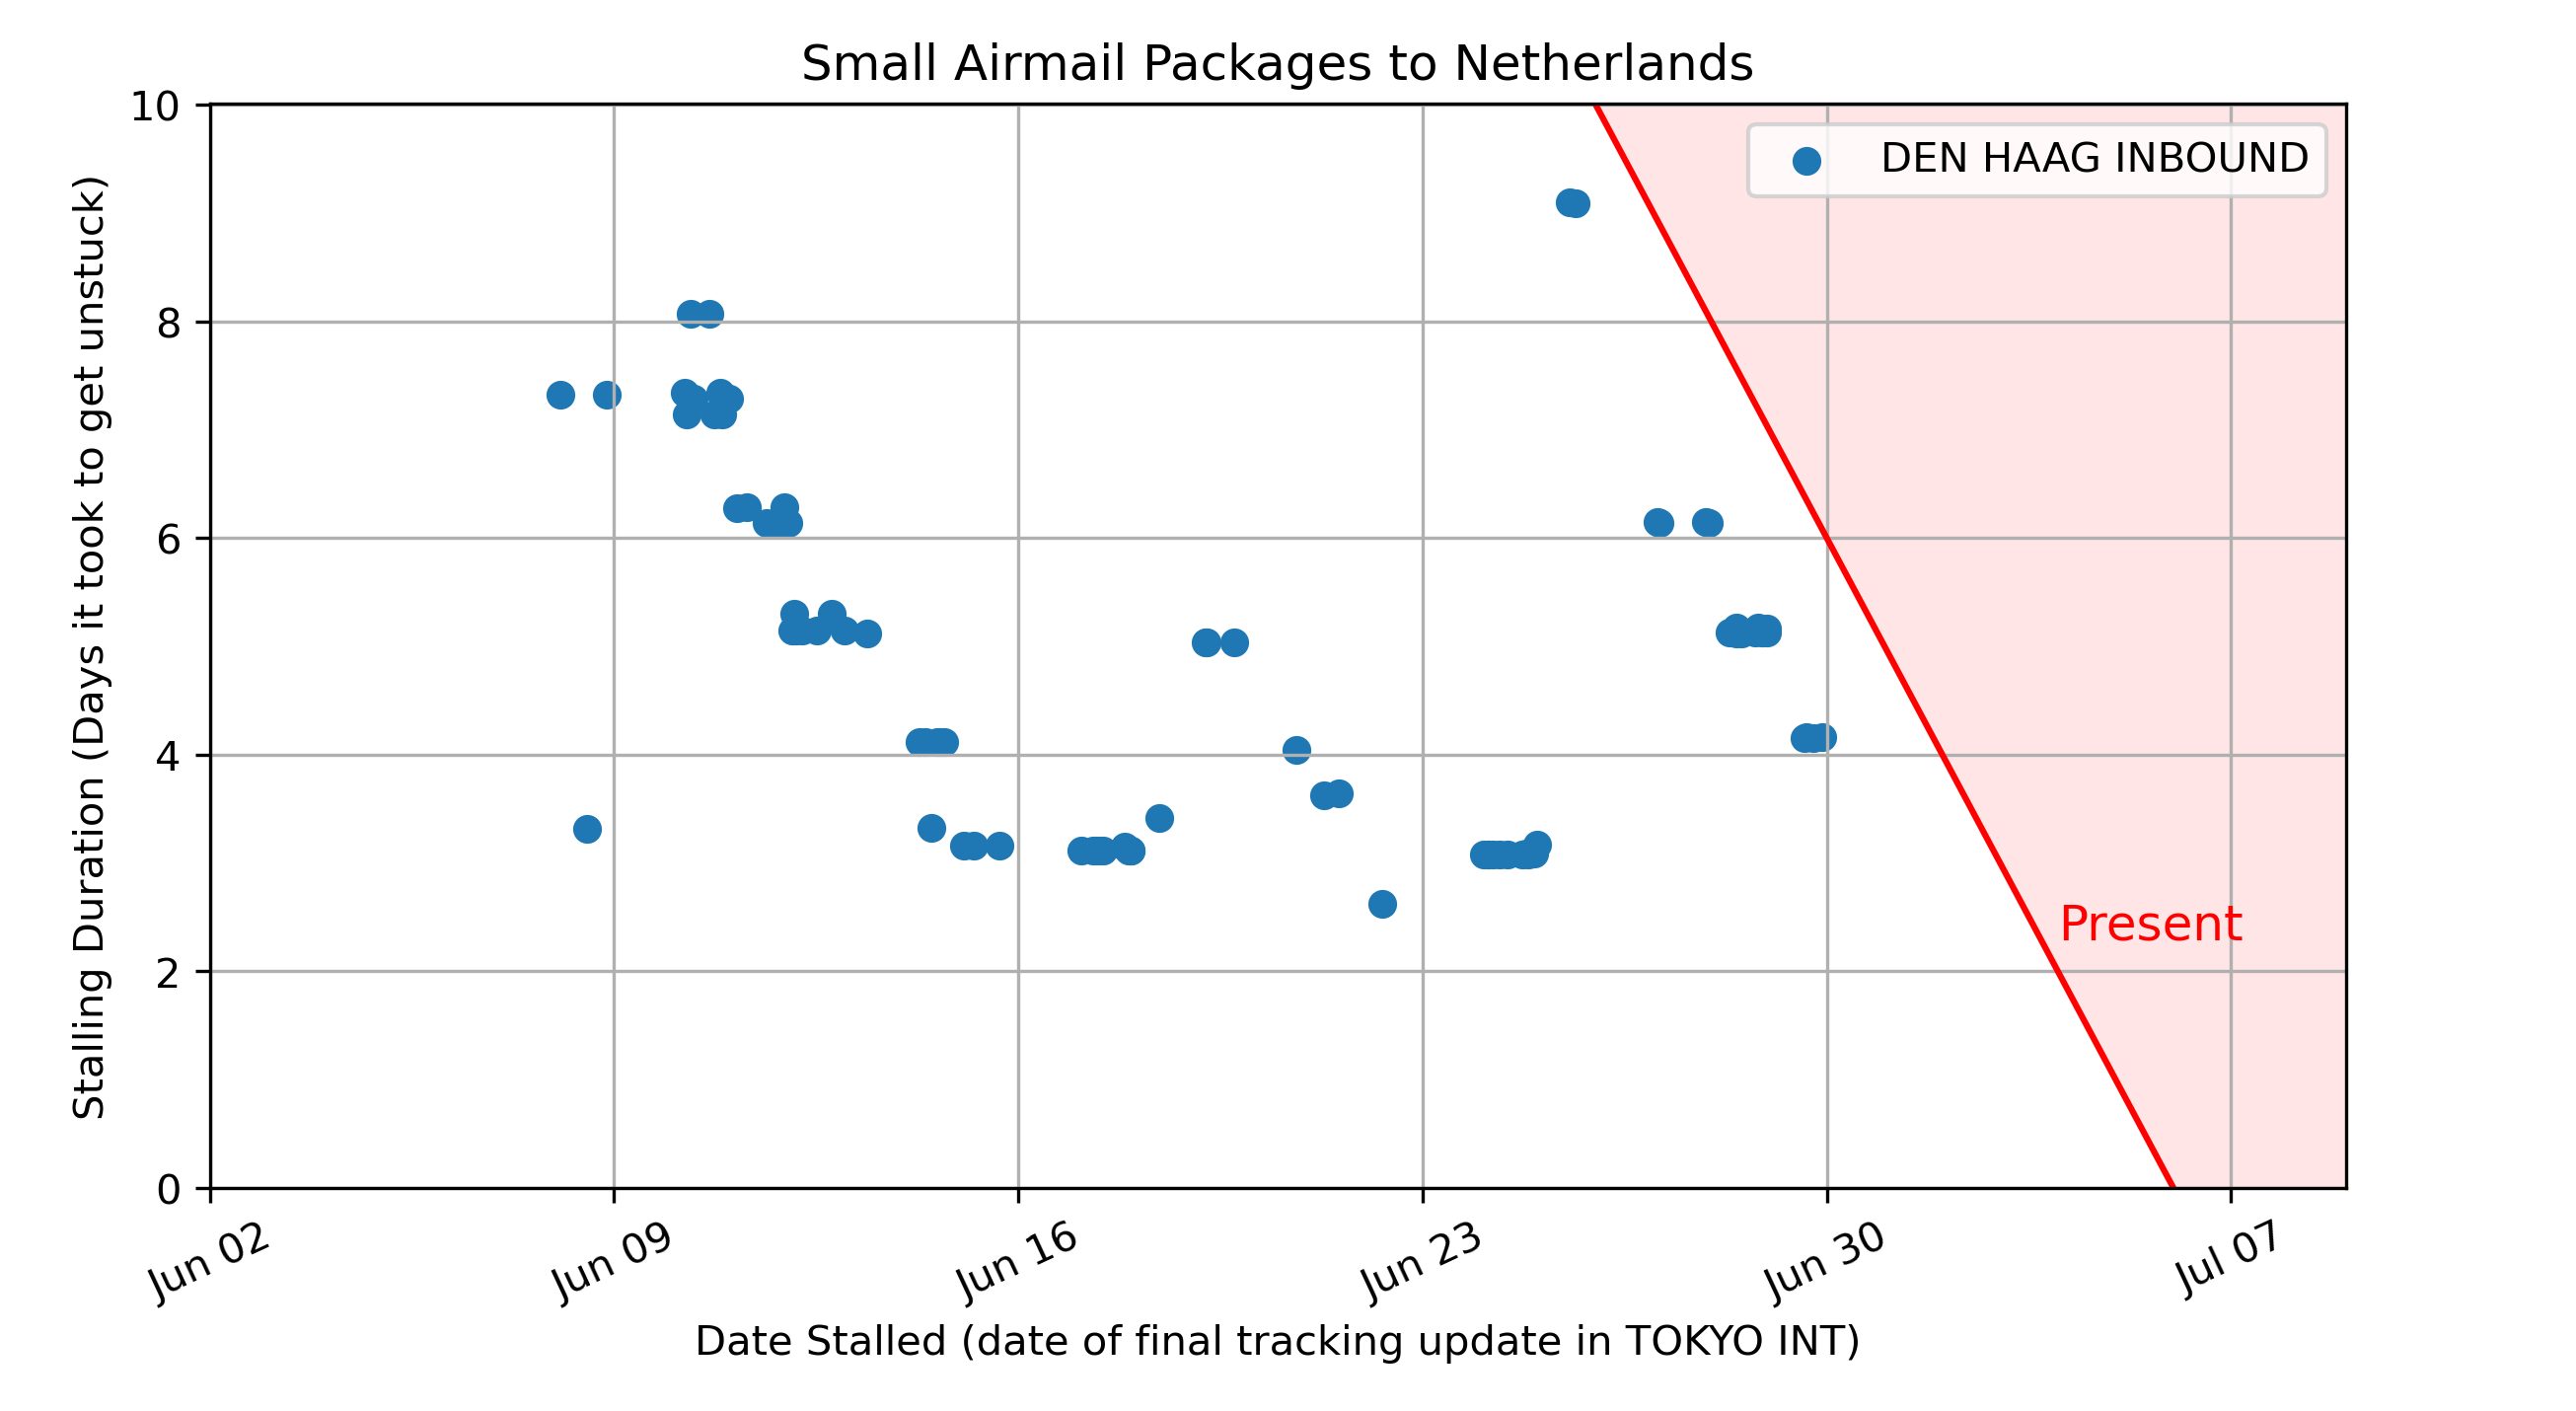 Small Airmail Packages to Netherlands
DEN HAAG INBOUND
Present
Stalling Duration (Days it took to get unstuck)
10
8
6
4
2
0
Jun 02
Jun 09
Jun 16
Jun 23
Jun 30
Jul 07
Date Stalled (date of final tracking update in TOKYO INT)